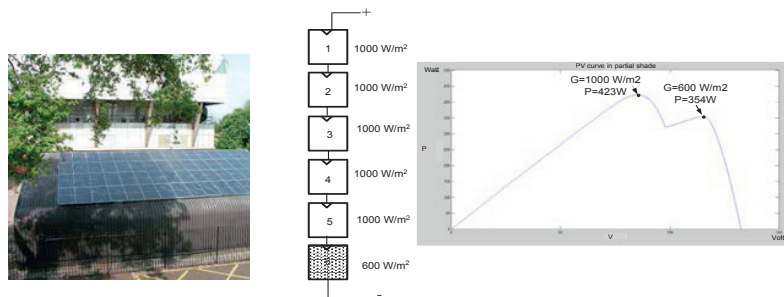 +
1 1000 W/m²
2 1000 W/m²
3 1000 W/m²
4 1000 W/m²
5 1000 W/m²
600 W/m²
-
PV curve in partial shade
Watt
G=1000 W/m2
P=423W
G=600 W/m2
P=354W
P
V
Volt